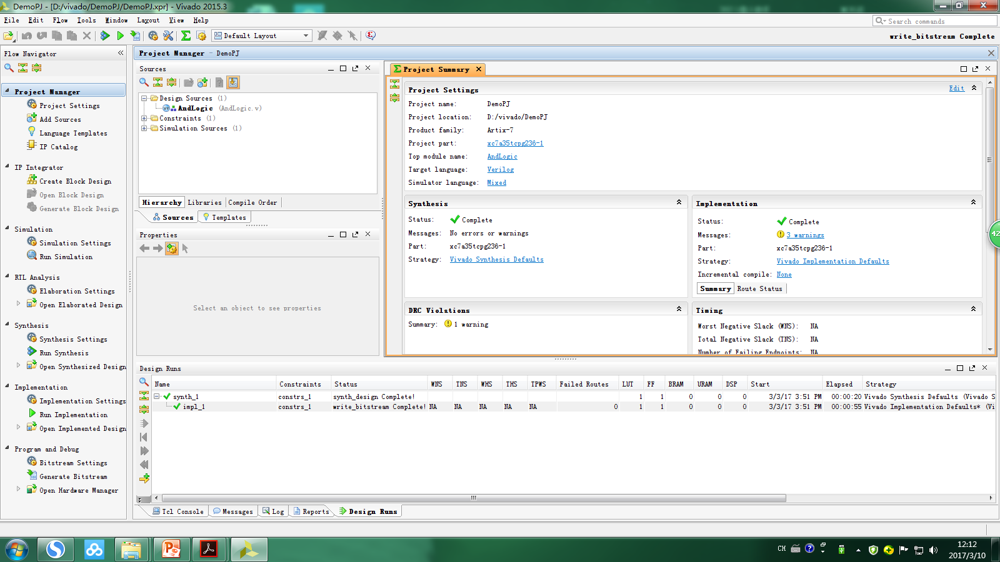 DemoPJ - [D:/vivado/DemoPJ/DemoPJ.xpr] - Vivado 2015.3
File Edit Flow Tools Window Layout View Help
Search commands
Default Layout
write_bitstream Complete
Flow Navigator
Project Manager
Project Settings
Add Sources
Language Templates
IP Catalog
IP Integrator
Create Block Design
Open Block Design
Generate Block Design
Simulation
Simulation Settings
Run Simulation
RTL Analysis
Elaboration Settings
Open Elaborated Design
Synthesis
Synthesis Settings
Run Synthesis
Open Synthesized Design
Implementation
Implementation Settings
Run Implementation
Open Implemented Design
Program and Debug
Bitstream Settings
Generate Bitstream
Open Hardware Manager
Project Manager - DemoPJ
Sources
Design Sources (1)
AndLogic (AndLogic.v)
Constraints (1)
Simulation Sources (1)
Hierarchy Libraries Compile Order
Sources Templates
Properties
Select an object to see properties
Project Summary
Project Settings
Edit
Project name: DemoPJ
Project location: D:/vivado/DemoPJ
Product family: Artix-7
Project part: xc7a35tcpg236-1
Top module name: AndLogic
Target language: Verilog
Simulator language: Mixed
Synthesis
Status: Complete
Messages: No errors or warnings
Part: xc7a35tcpg236-1
Strategy: Vivado Synthesis Defaults
Implementation
Status: Complete
Messages: 3 warnings
Part: xc7a35tcpg236-1
Strategy: Vivado Implementation Defaults
Incremental compile: None
Summary Route Status
DRC Violations
Summary: 1 warning
Timing
Worst Negative Slack (WNS): NA
Total Negative Slack (TNS): NA
Number of Failing Endpoints: NA
42
Design Runs
Name Constraints Status WNS TNS WHS THS TPWS Failed Routes LUT FF BRAM URAM DSP Start Elapsed Strategy
synth_1 constrs_1 synth_design Complete! 1 1 0 0 0 3/3/17 3:51 PM 00:00:20 Vivado Synthesis Defaults (Vivado S
impl_1 constrs_1 write_bitstream Complete! NA NA NA NA NA 0 1 1 0 0 0 3/3/17 3:51 PM 00:00:55 Vivado Implementation Defaults* (Vi
Tcl Console Messages Log Reports Design Runs
CH
12:12
2017/3/10